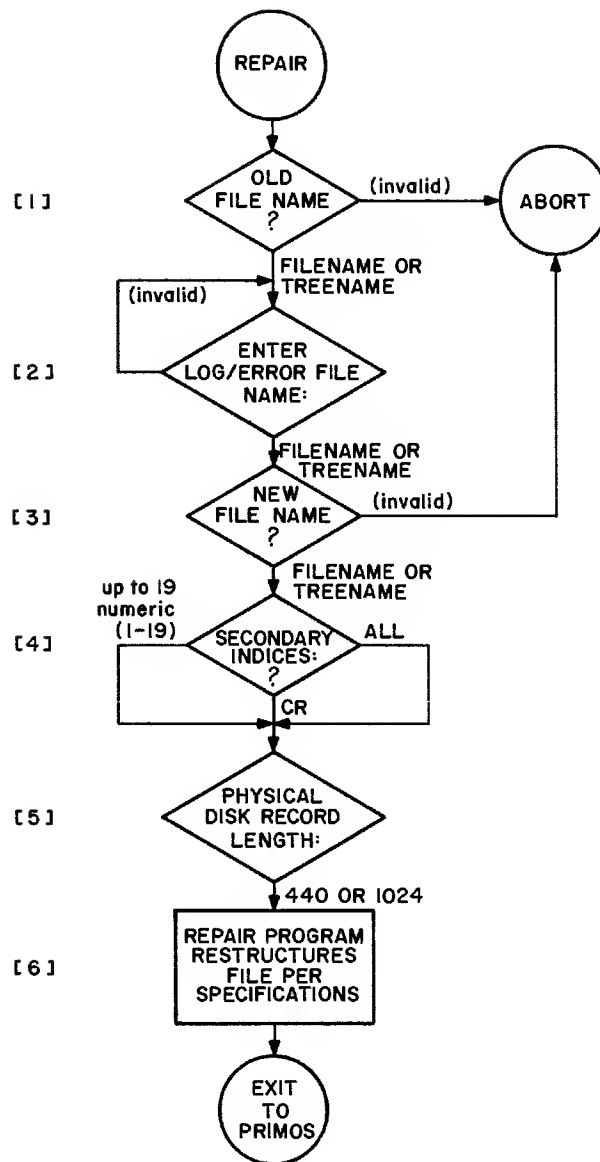 REPAIR
[1]
OLD
FILE NAME
?
(invalid)
ABORT
FILENAME OR
TREENAME
(invalid)
[2]
ENTER
LOG/ERROR FILE
NAME:
FILENAME OR
TREENAME
[3]
NEW
FILE NAME
?
(invalid)
FILENAME OR
TREENAME
up to 19
numeric
(1-19)
[4]
SECONDARY
INDICES:
?
ALL
CR
[5]
PHYSICAL
DISK RECORD
LENGTH:
440 OR 1024
[6]
REPAIR PROGRAM
RESTRUCTURES
FILE PER
SPECIFICATIONS
EXIT
TO
PRIMOS